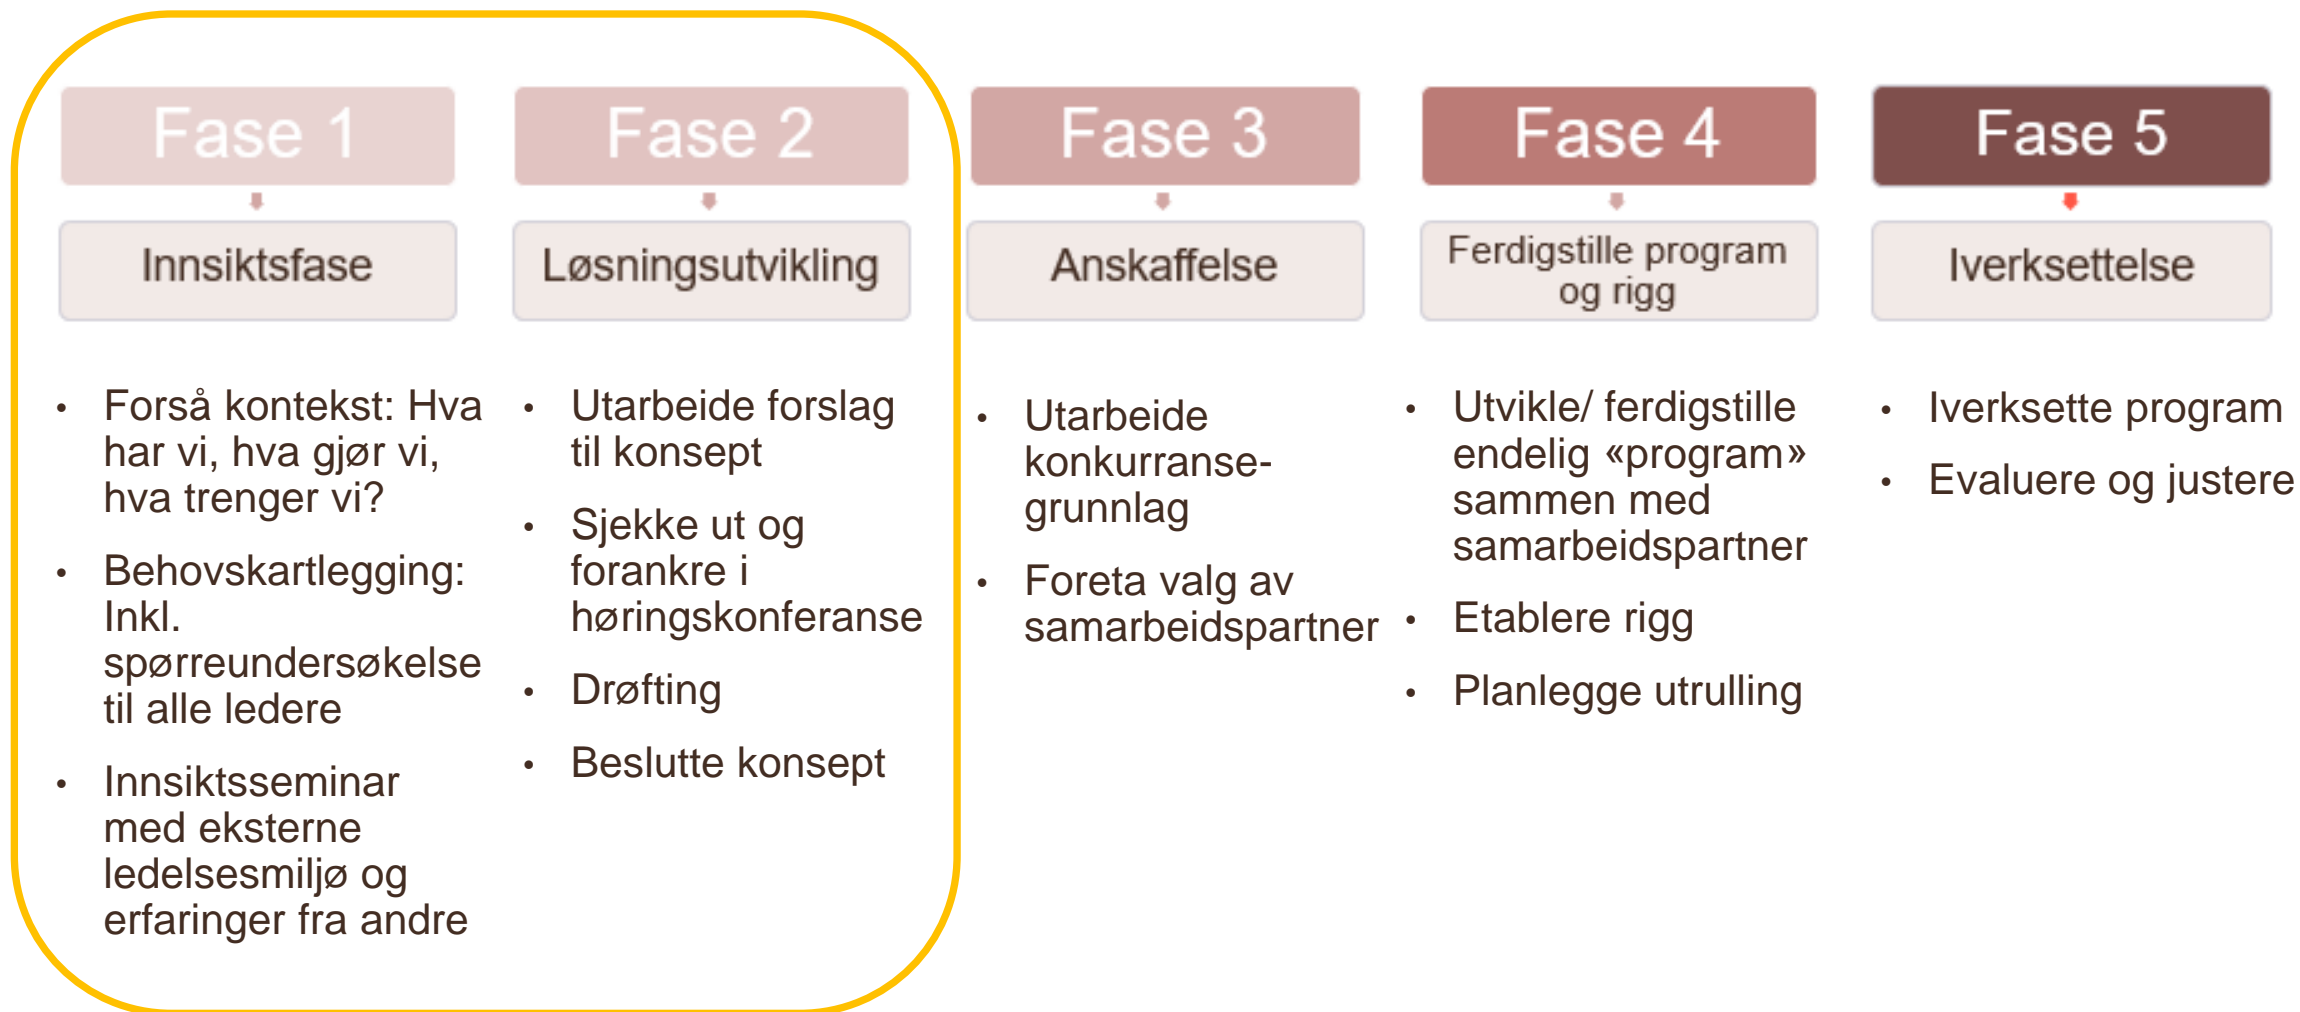 Fase 1
Innsiktsfase
• Forså kontekst: Hva
har vi, hva gjør vi,
hva trenger vi?
• Behovskartlegging:
Inkl.
spørreundersøkelse
til alle ledere
• Innsiktsseminar
med eksterne
ledelsesmiljø og
erfaringer fra andre
Fase 2
Løsningsutvikling
• Utarbeide forslag
til konsept
• Sjekke ut og
forankre i
høringskonferanse
• Drøfting
• Beslutte konsept
Fase 3
Anskaffelse
• Utarbeide
konkurranse-
grunnlag
• Foreta valg av
samarbeidspartner
Fase 4
Ferdigstille program
og rigg
• Utvikle/ ferdigstille
endelig «program»
sammen med
samarbeidspartner
• Etablere rigg
• Planlegge utrulling
Fase 5
Iverksettelse
• Iverksette program
• Evaluere og justere